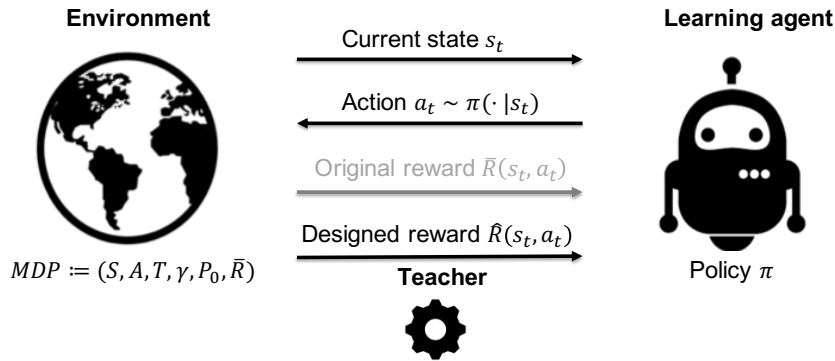 Environment
Learning agent
Current state s_t
Action a_t ~ π(· |s_t)
Original reward R̄(s_t, a_t)
Designed reward R̂(s_t, a_t)
Teacher
MDP ≔ (S, A, T, γ, P_0, R̄)
Policy π